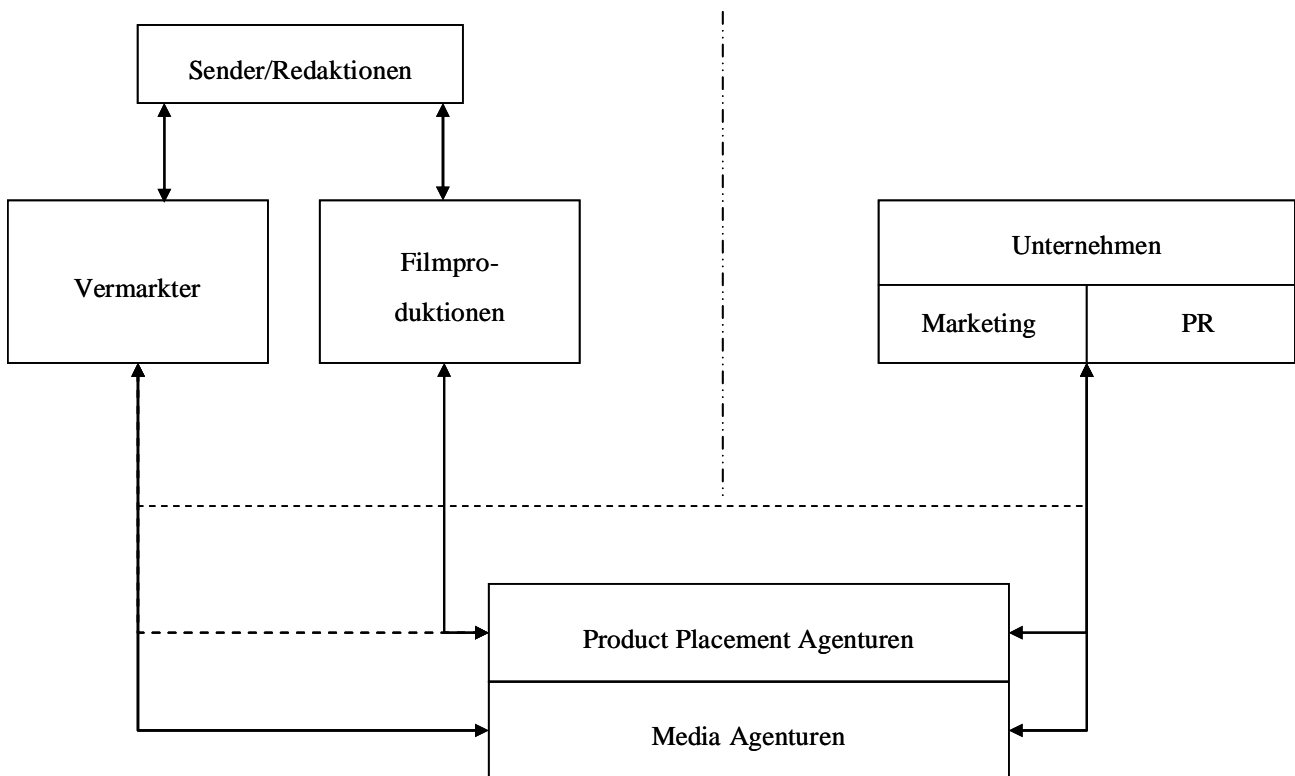 Sender/Redaktionen
Vermarkter
Filmpro-
duktionen
Unternehmen
Marketing
PR
Product Placement Agenturen
Media Agenturen